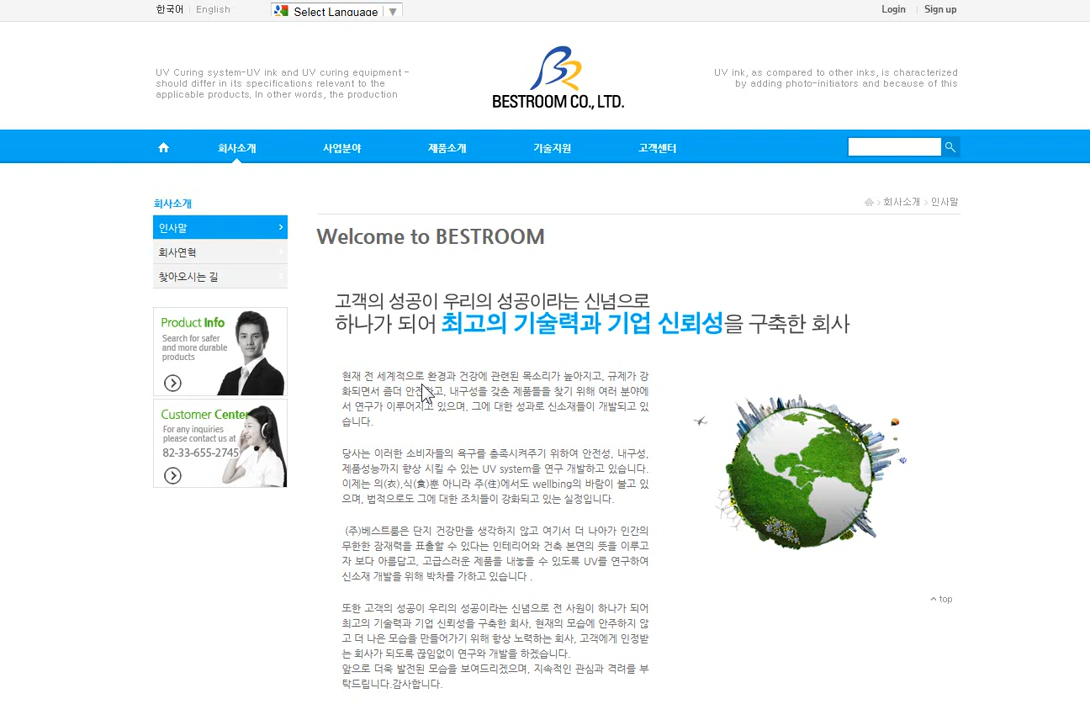 한국어 | English
Select Language ▼
Login | Sign up
UV Curing system-UV ink and UV curing equipment -
should differ in its specifications relevant to the
applicable products. In other words, the production
BESTROOM CO., LTD.
UV ink, as compared to other inks, is characterized
by adding photo-initiators and because of this
회사소개 사업분야 제품소개 기술지원 고객센터
회사소개
인사말
회사연혁
찾아오시는 길
Product Info
Search for safer
and more durable
products
Customer Center
For any inquiries
please contact us at
82-33-655-2745
회사소개 > 인사말
Welcome to BESTROOM
고객의 성공이 우리의 성공이라는 신념으로
하나가 되어 최고의 기술력과 기업 신뢰성을 구축한 회사
현재 전 세계적으로 환경과 건강에 관련된 목소리가 높아지고, 규제가 강
화되면서 좀더 안전하고, 내구성을 갖춘 제품들을 찾기 위해 여러 분야에
서 연구가 이루어지고 있으며, 그에 대한 성과로 신소재들이 개발되고 있
습니다.
당사는 이러한 소비자들의 욕구를 충족시켜주기 위하여 안전성, 내구성,
제품성능까지 향상 시킬 수 있는 UV system을 연구 개발하고 있습니다.
이제는 의(衣),식(食)뿐 아니라 주(住)에서도 wellbing의 바람이 불고 있
으며, 법적으로도 그에 대한 조치들이 강화되고 있는 실정입니다.
(주)베스트룸은 단지 건강만을 생각하지 않고 여기서 더 나아가 인간의
무한한 잠재력을 표출할 수 있다는 인테리어와 건축 본연의 뜻을 이루고
자 보다 아름답고, 고급스러운 제품을 내놓을 수 있도록 UV를 연구하여
신소재 개발을 위해 박차를 가하고 있습니다 .
또한 고객의 성공이 우리의 성공이라는 신념으로 전 사원이 하나가 되어
최고의 기술력과 기업 신뢰성을 구축한 회사, 현재의 모습에 안주하지 않
고 더 나은 모습을 만들어가기 위해 항상 노력하는 회사, 고객에게 인정받
는 회사가 되도록 끊임없이 연구와 개발을 하겠습니다.
앞으로 더욱 발전된 모습을 보여드리겠으며, 지속적인 관심과 격려를 부
탁드립니다.감사합니다.
top